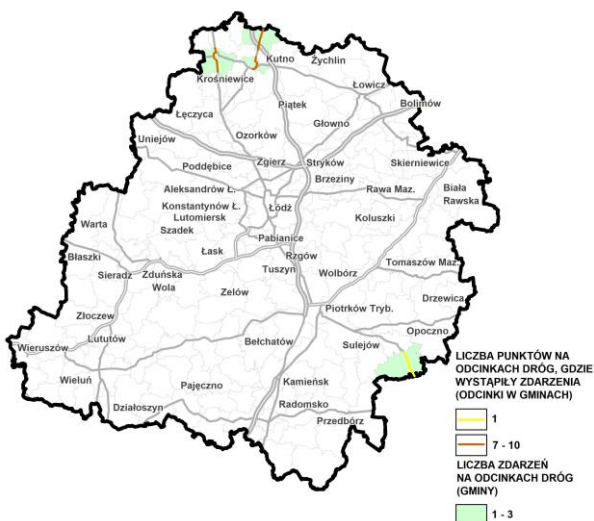 Kutno
Żychlin
Krośniewice
Łowicz
Piątek
Bolimów
Łęczyca
Głowno
Ozorków
Uniejów
Skierniewice
Poddębice
Zgierz
Stryków
Brzeziny
Aleksandrów Ł.
Rawa Maz.
Biała
Rawska
Konstantynów Ł.
Łódź
Lutomiersk
Koluszki
Warta
Szadek
Pabianice
Błaszki
Łask
Rzgów
Tuszyn
Wolbórz
Tomaszów Maz.
Sieradz
Zduńska
Wola
Zelów
Drzewica
Piotrków Tryb.
Złoczew
Opoczno
Lututów
Bełchatów
Sulejów
Wieruszów
Wieluń
Pajęczno
Kamieńsk
Działoszyn
Radomsko
Przedbórz
LICZBA PUNKTÓW NA
ODCINKACH DRÓG, GDZIE
WYSTĄPIŁY ZDARZENIA
(ODCINKI W GMINACH)
1
7 - 10
LICZBA ZDARZEŃ
NA ODCINKACH DRÓG
(GMINY)
1 - 3